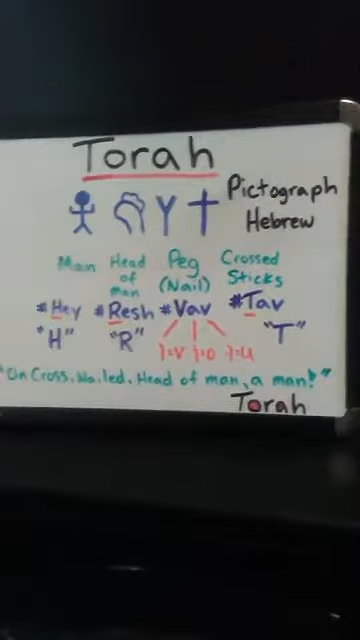 Torah
Pictograph
Hebrew
Man Head of man Peg (Nail) Crossed Sticks
*Hey *Resh *Vav *Tav
"H" "R" "T"
i=v i=o i=u
"On Cross, Nailed, Head of man, a man!"
Torah